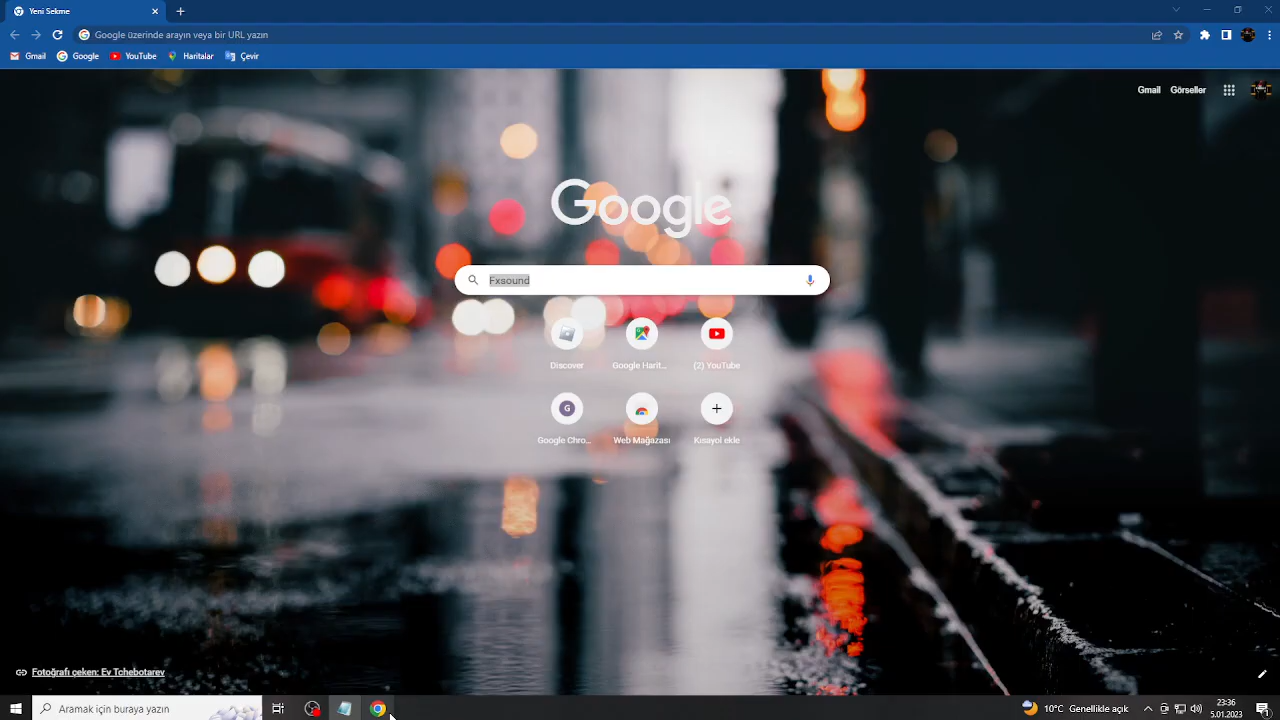 Yeni Sekme
Google üzerinde arayın veya bir URL yazın
Gmail Google YouTube Haritalar Çevir
Gmail Görseller
Google
Fxsound
Discover Google Harit... (2) YouTube
G
Google Chro... Web Mağazası Kısayol ekle
Fotoğrafı çeken: Ev Tchebotarev
Aramak için buraya yazın
10°C Genellikle açık
23:36
5.01.2023